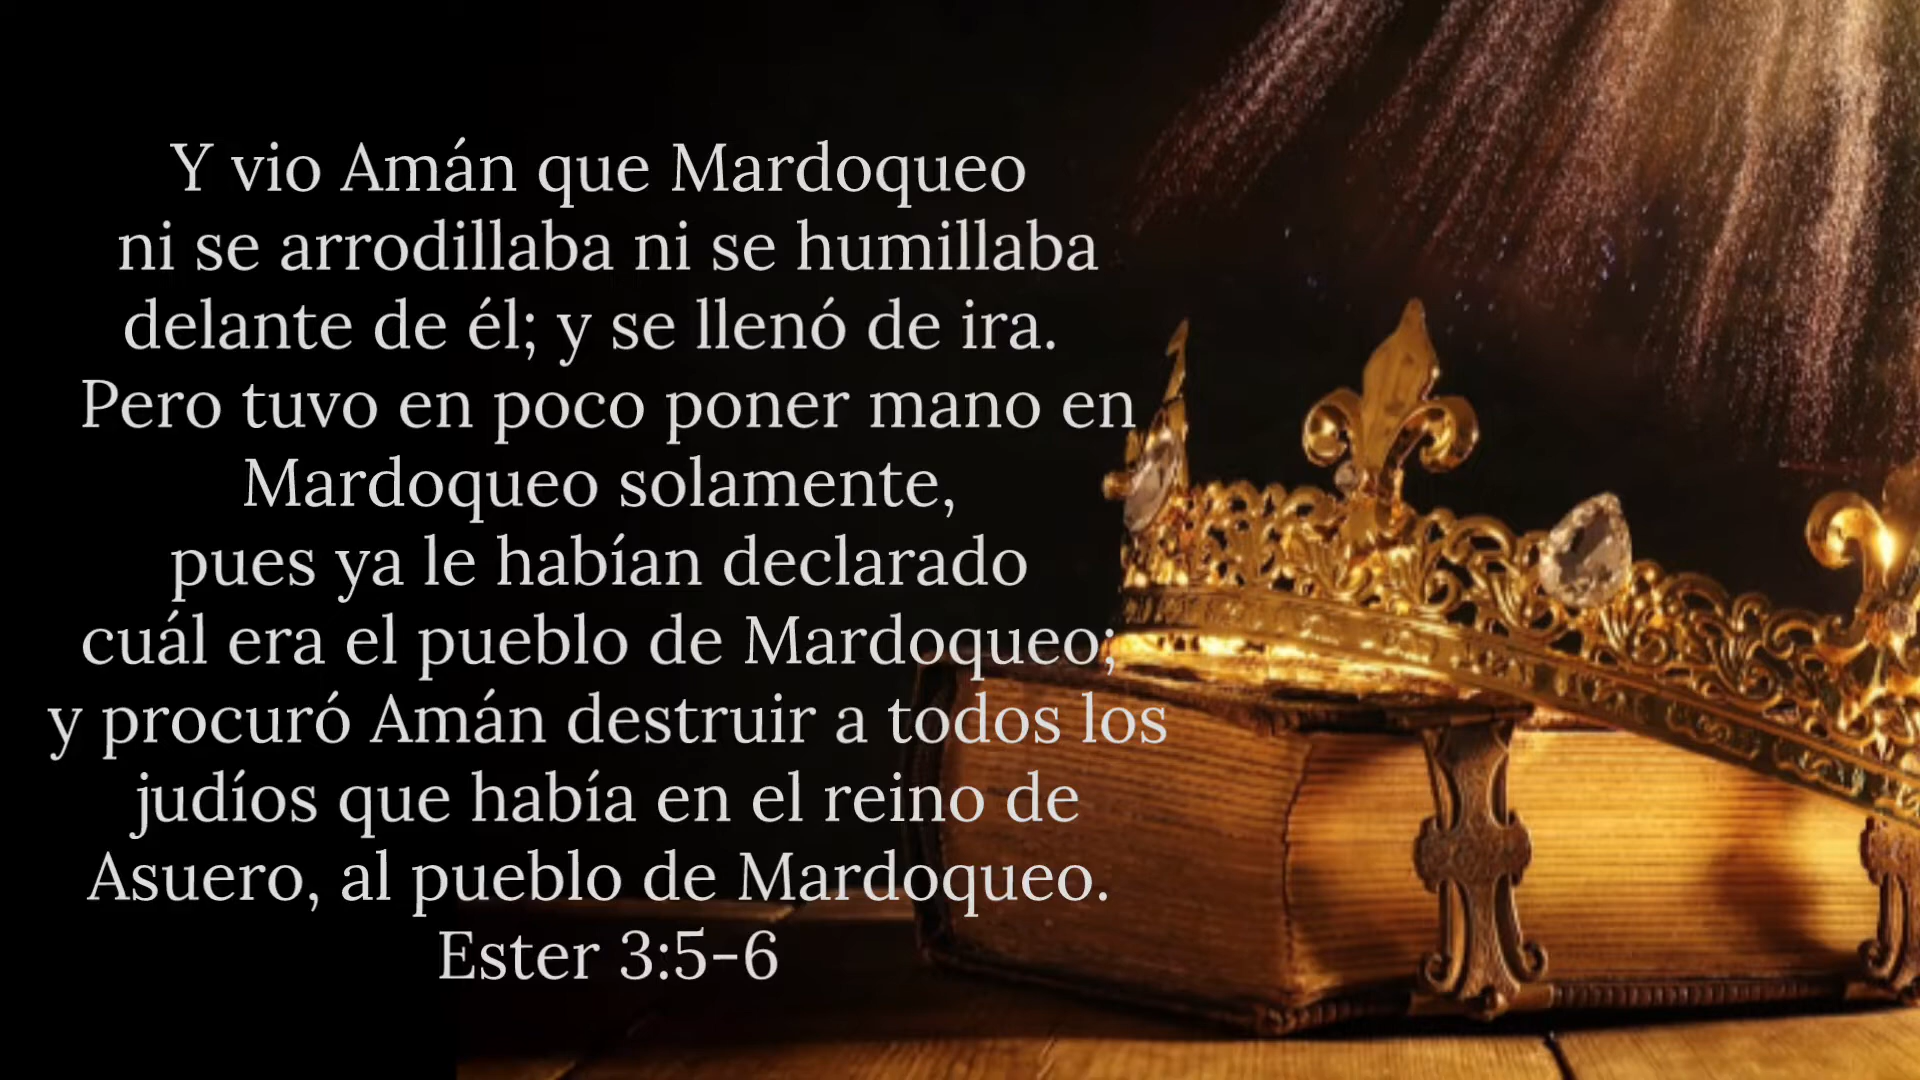 Y vio Amán que Mardoqueo
ni se arrodillaba ni se humillaba
delante de él; y se llenó de ira.
Pero tuvo en poco poner mano en
Mardoqueo solamente,
pues ya le habían declarado
cuál era el pueblo de Mardoqueo;
y procuró Amán destruir a todos los
judíos que había en el reino de
Asuero, al pueblo de Mardoqueo.
Ester 3:5-6